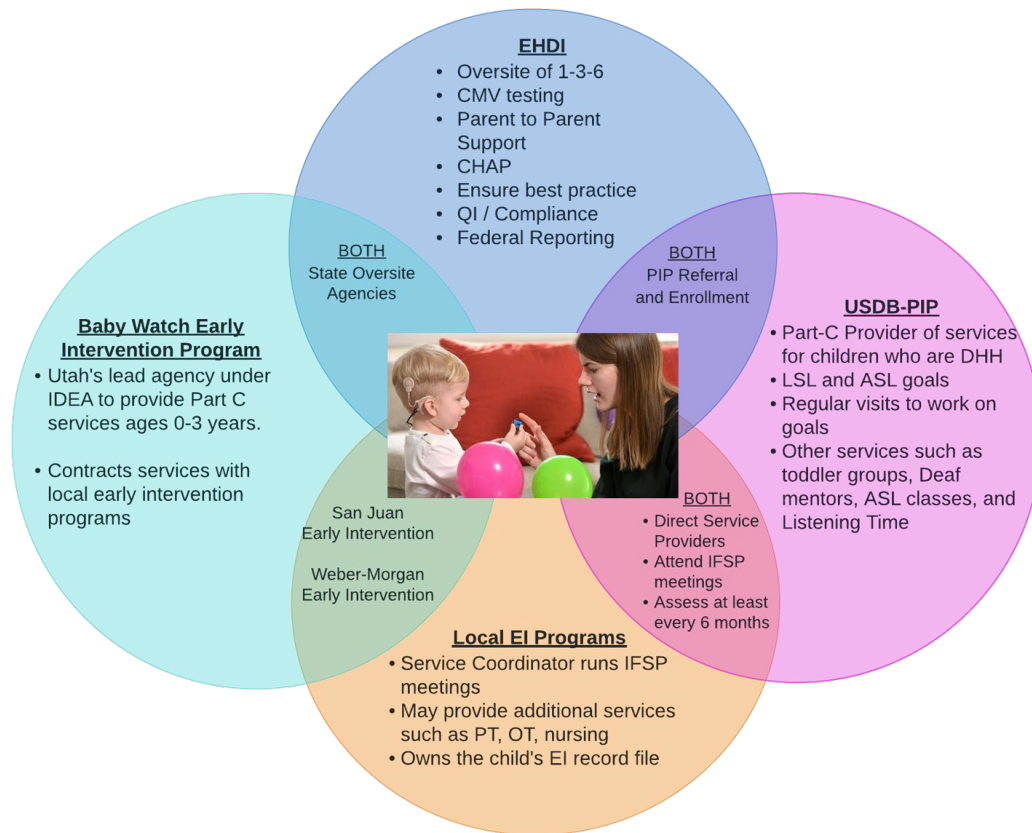 EHDI
• Oversite of 1-3-6
• CMV testing
• Parent to Parent
Support
• CHAP
• Ensure best practice
• QI / Compliance
• Federal Reporting
BOTH
State Oversite
Agencies
BOTH
PIP Referral
and Enrollment
Baby Watch Early
Intervention Program
• Utah's lead agency under
IDEA to provide Part C
services ages 0-3 years.
• Contracts services with
local early intervention
programs
USDB-PIP
• Part-C Provider of services
for children who are DHH
• LSL and ASL goals
• Regular visits to work on
goals
• Other services such as
toddler groups, Deaf
mentors, ASL classes, and
Listening Time
San Juan
Early Intervention
Weber-Morgan
Early Intervention
BOTH
• Direct Service
Providers
• Attend IFSP
meetings
• Assess at least
every 6 months
Local EI Programs
• Service Coordinator runs IFSP
meetings
• May provide additional services
such as PT, OT, nursing
• Owns the child's EI record file